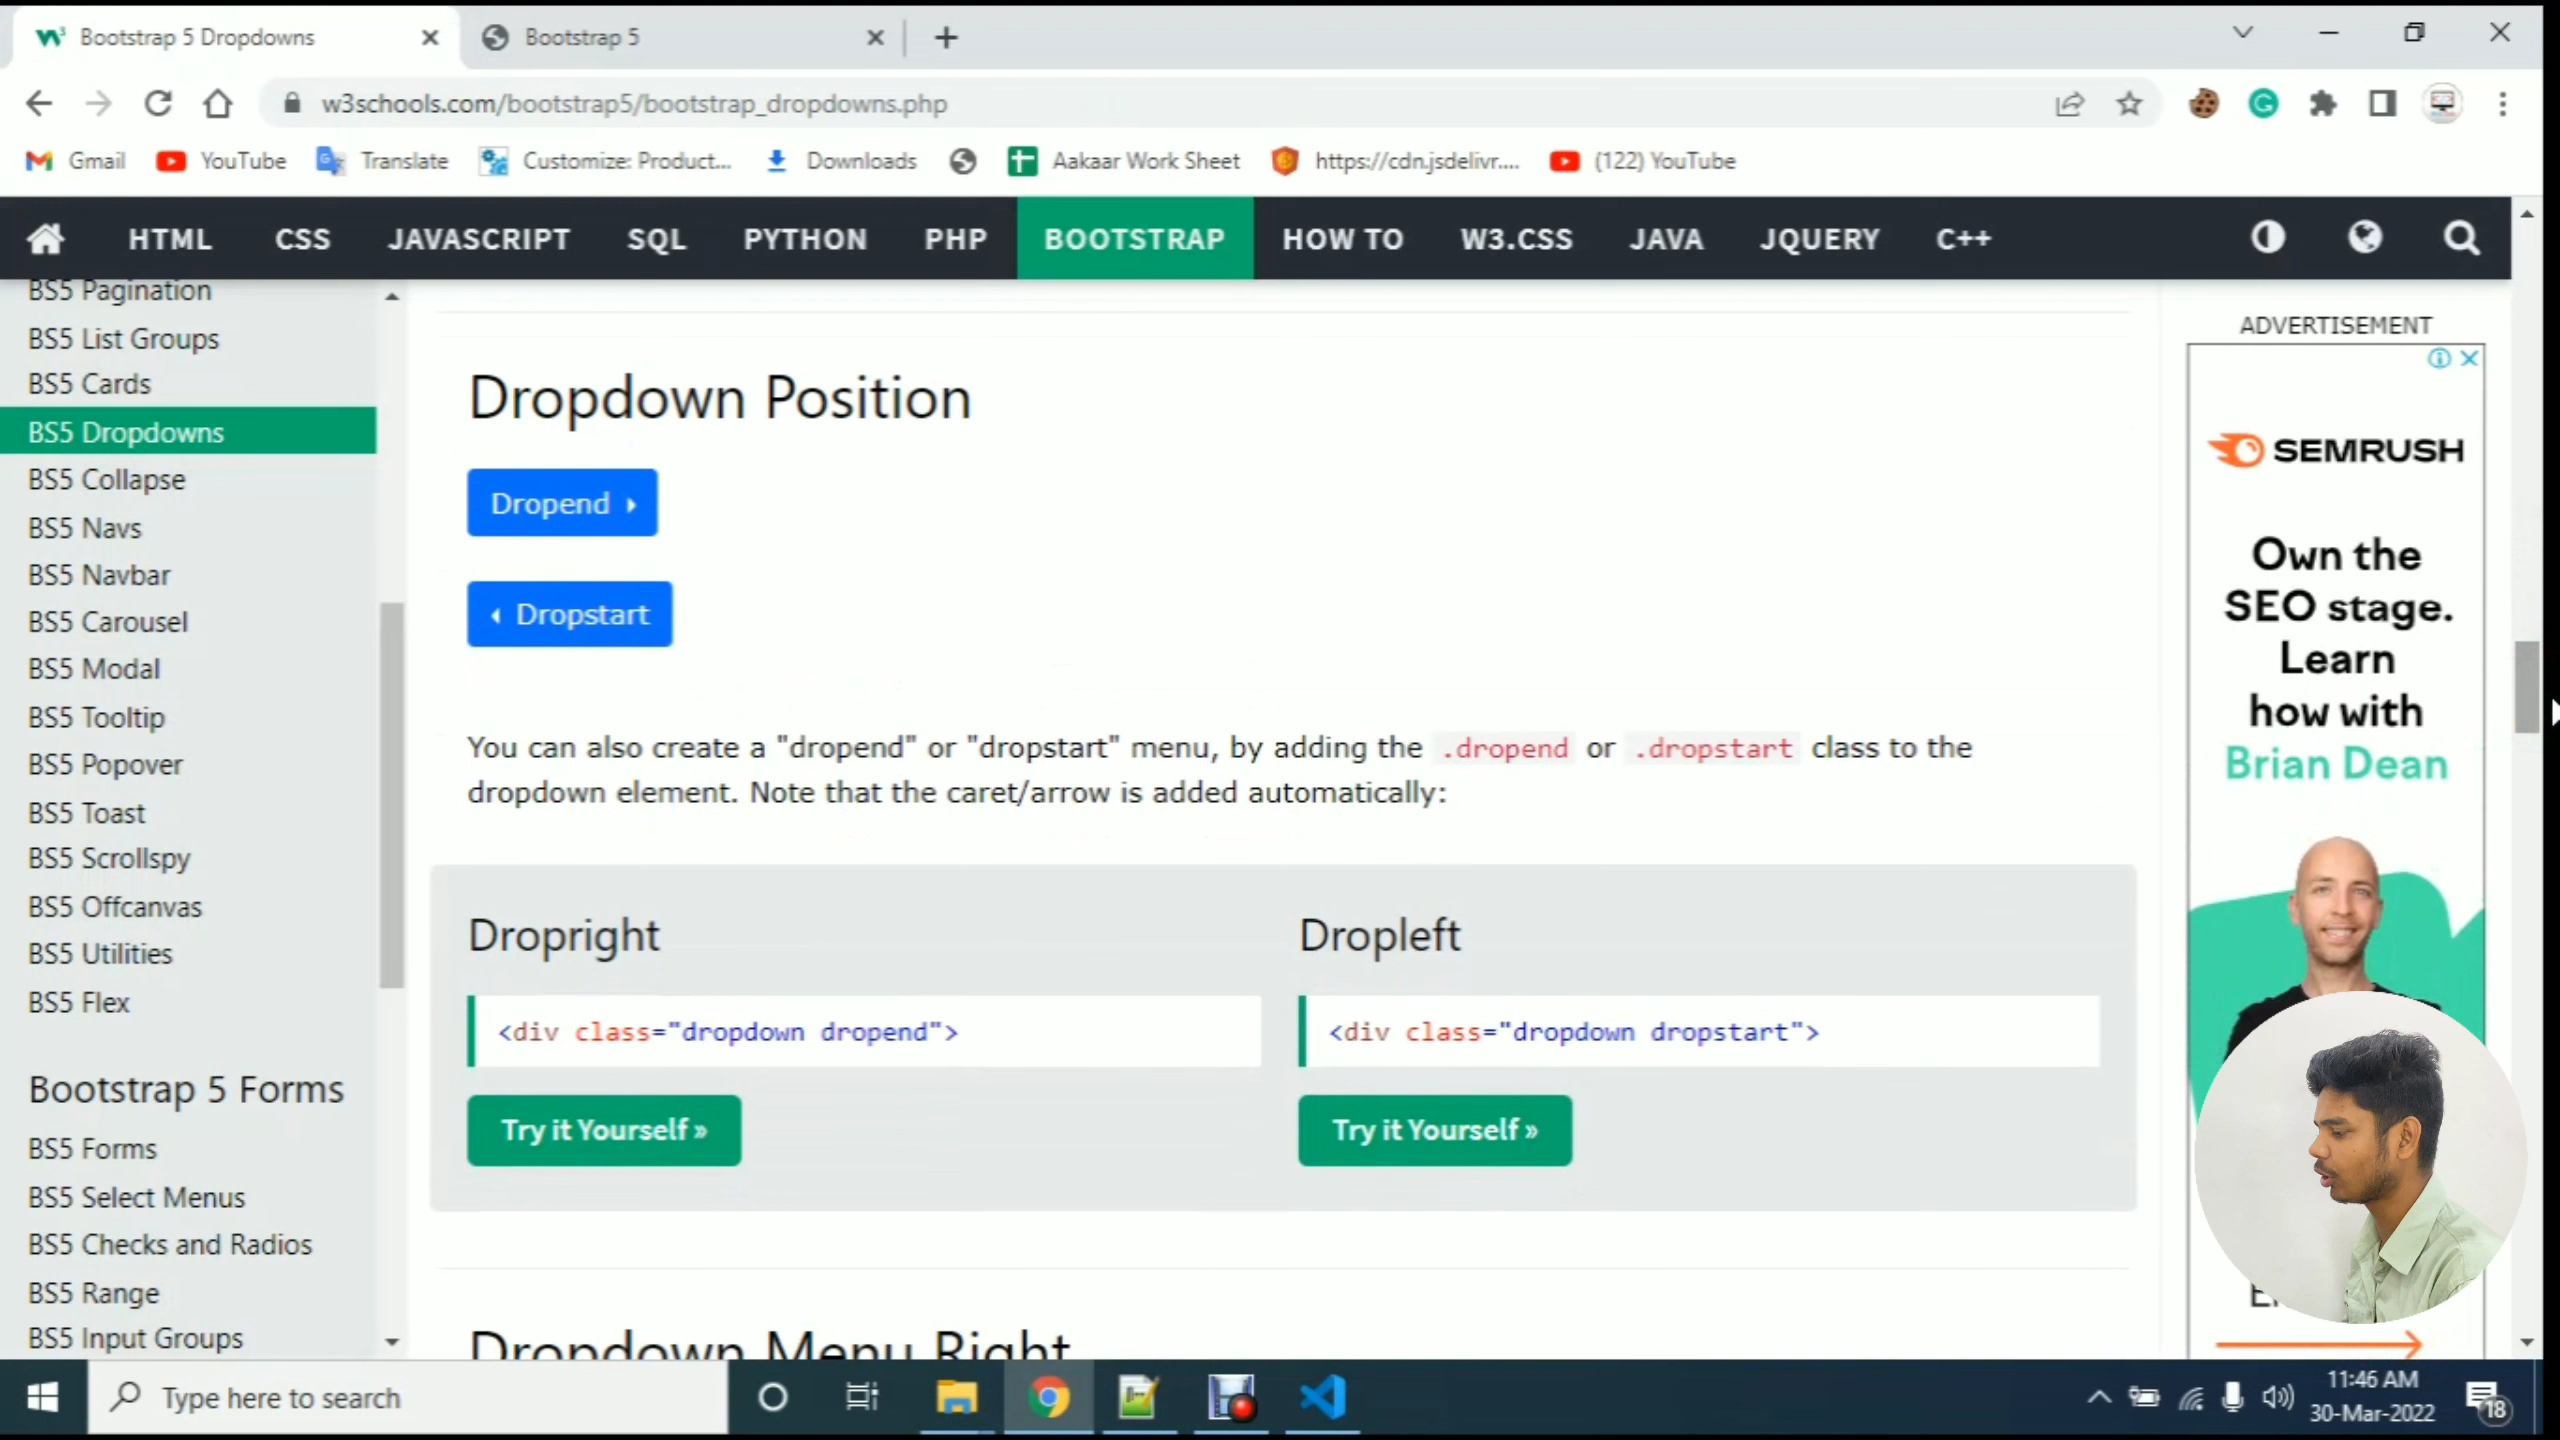 Bootstrap 5 Dropdowns
Bootstrap 5
w3schools.com/bootstrap5/bootstrap_dropdowns.php
Gmail YouTube Translate Customize: Product... Downloads Aakaar Work Sheet https://cdn.jsdelivr.... (122) YouTube
HTML CSS JAVASCRIPT SQL PYTHON PHP BOOTSTRAP HOW TO W3.CSS JAVA JQUERY C++
BS5 Pagination
BS5 List Groups
BS5 Cards
BS5 Dropdowns
BS5 Collapse
BS5 Navs
BS5 Navbar
BS5 Carousel
BS5 Modal
BS5 Tooltip
BS5 Popover
BS5 Toast
BS5 Scrollspy
BS5 Offcanvas
BS5 Utilities
BS5 Flex
Bootstrap 5 Forms
BS5 Forms
BS5 Select Menus
BS5 Checks and Radios
BS5 Range
BS5 Input Groups
Dropdown Position
Dropend
Dropstart
You can also create a "dropend" or "dropstart" menu, by adding the .dropend or .dropstart class to the
dropdown element. Note that the caret/arrow is added automatically:
Dropright
<div class="dropdown dropend">
Try it Yourself »
Dropleft
<div class="dropdown dropstart">
Try it Yourself »
Dropdown Menu Right
ADVERTISEMENT
SEMRUSH
Own the
SEO stage.
Learn
how with
Brian Dean
Type here to search
11:46 AM
30-Mar-2022
18